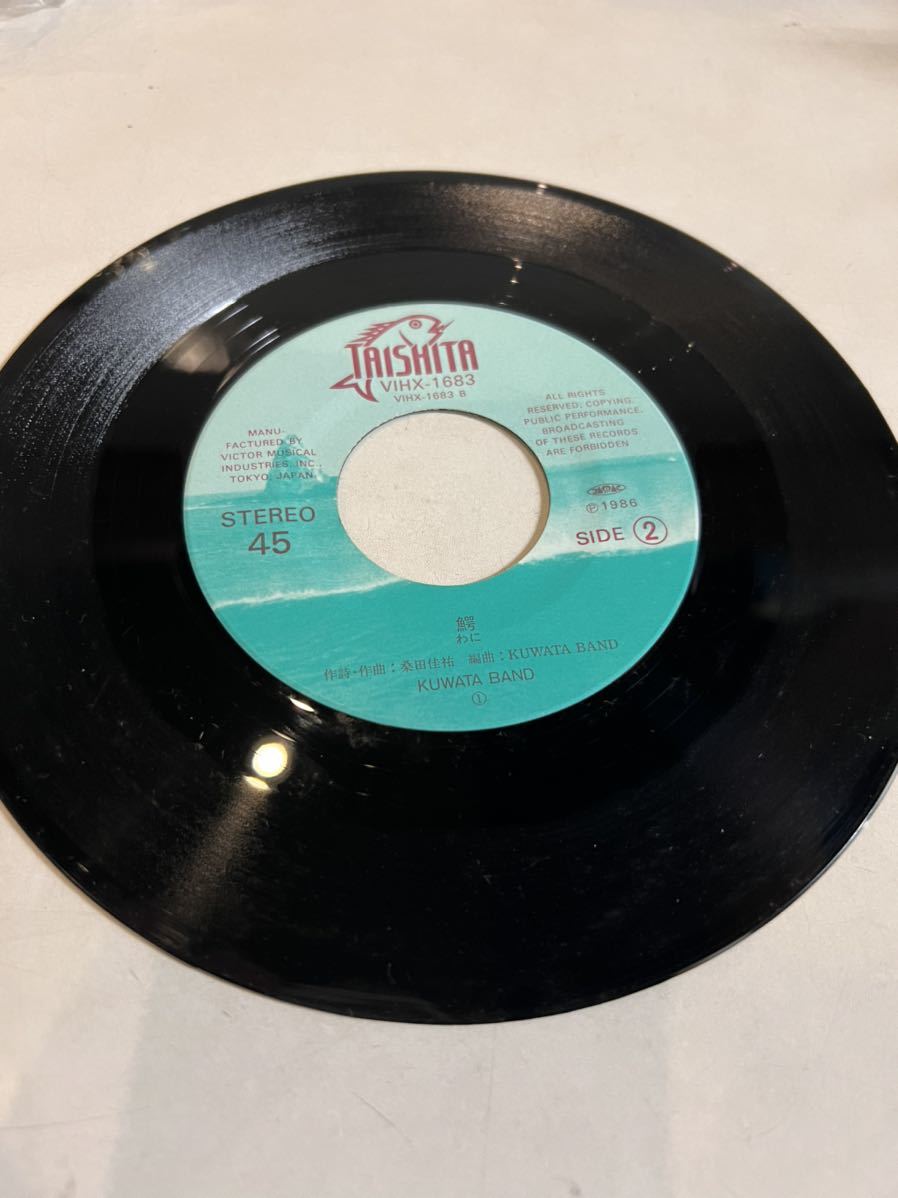 TAISHITA
VIHX-1683
VIHX-1683 B
MANU-
FACTURED BY
VICTOR MUSICAL
INDUSTRIES, INC.,
TOKYO, JAPAN.
STEREO
45
ALL RIGHTS
RESERVED, COPYING,
PUBLIC PERFORMANCE,
BROADCASTING
OF THESE RECORDS
ARE FORBIDDEN
JASRAC
Ⓟ1986
SIDE ②
鰐
わに
作詩・作曲：桑田佳祐 編曲：KUWATA BAND
KUWATA BAND
①